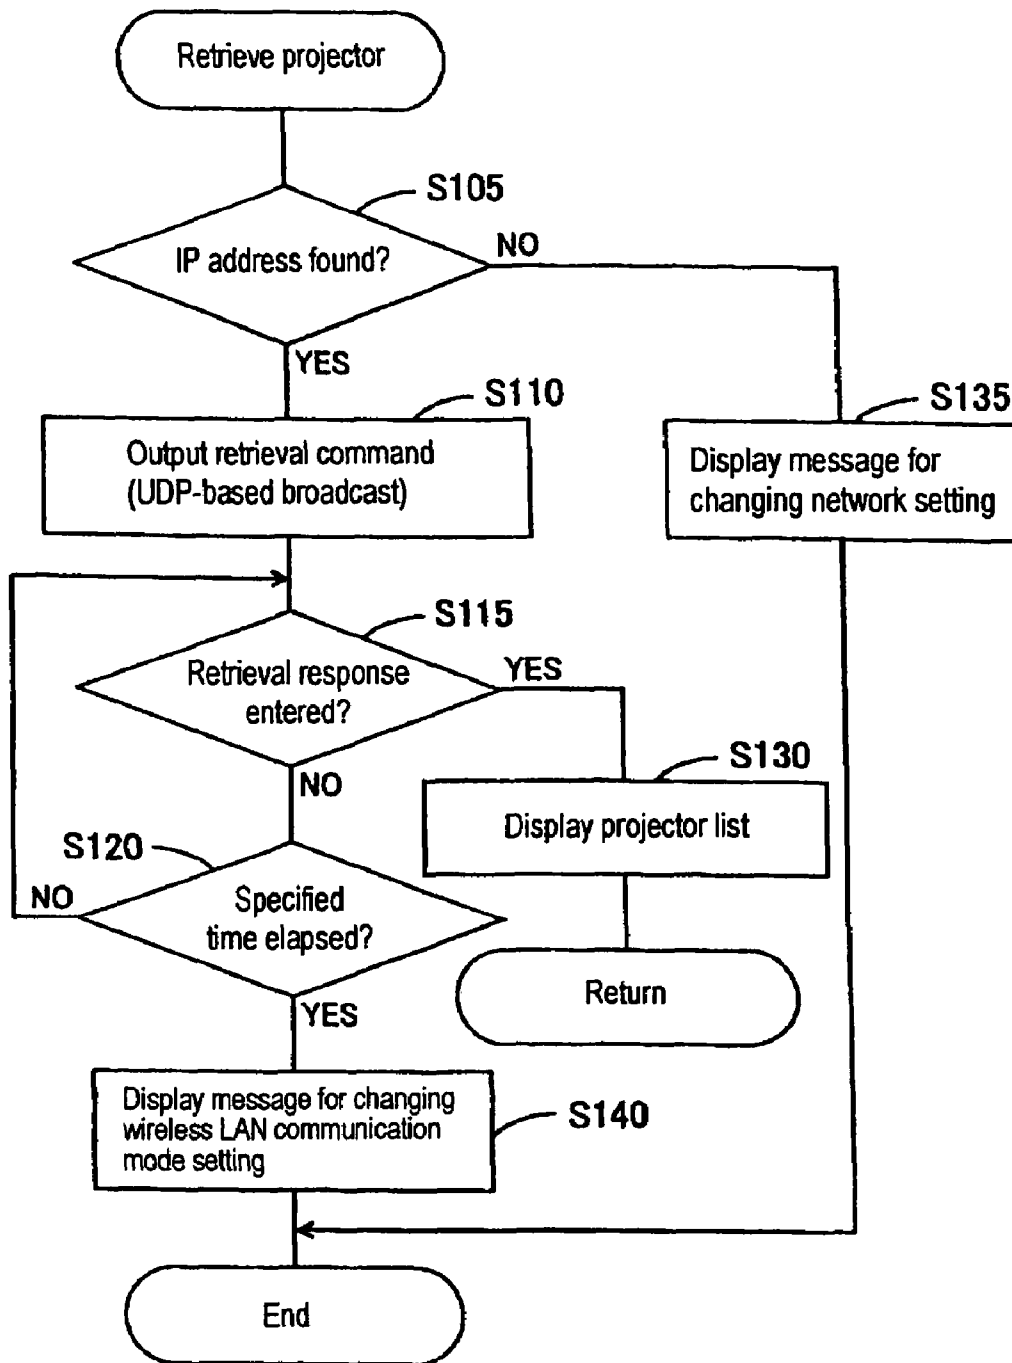 Retrieve projector
S105
IP address found?
NO
YES
S110
Output retrieval command
(UDP-based broadcast)
S135
Display message for
changing network setting
S115
Retrieval response
entered?
YES
NO
S130
Display projector list
S120
NO
Specified
time elapsed?
YES
Return
Display message for changing
wireless LAN communication
mode setting
S140
End